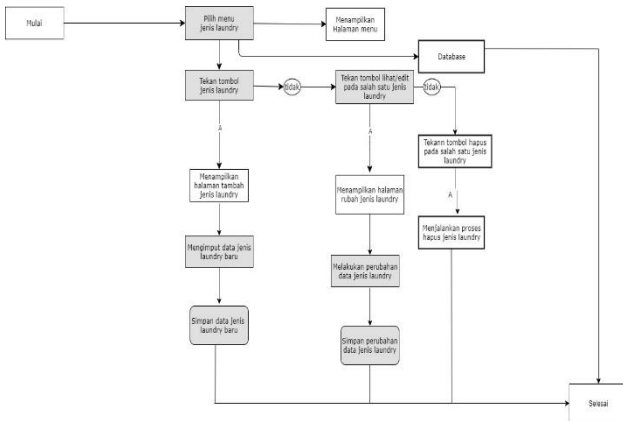 Mulai
Pilih menu
jenis laundry
Menampilkan
Halaman menu
Database
Tekan tombol
jenis laundry
tidak
Tekan tombol lihat/edit
pada salah satu jenis
laundry
tidak
Tekann tombol hapus
pada salah satu jenis
laundry
A
A
A
Menampilkan
halaman tambah
jenis laundry
Menampilkan halaman
rubah jenis laundry
Menjalankan proses
hapus jenis laundry
Mengimput data jenis
laundry baru
Melakukan perubahan
data jenis laundry
Simpan data jenis
laundry baru
Simpan perubahan
data jenis laundry
Selesai